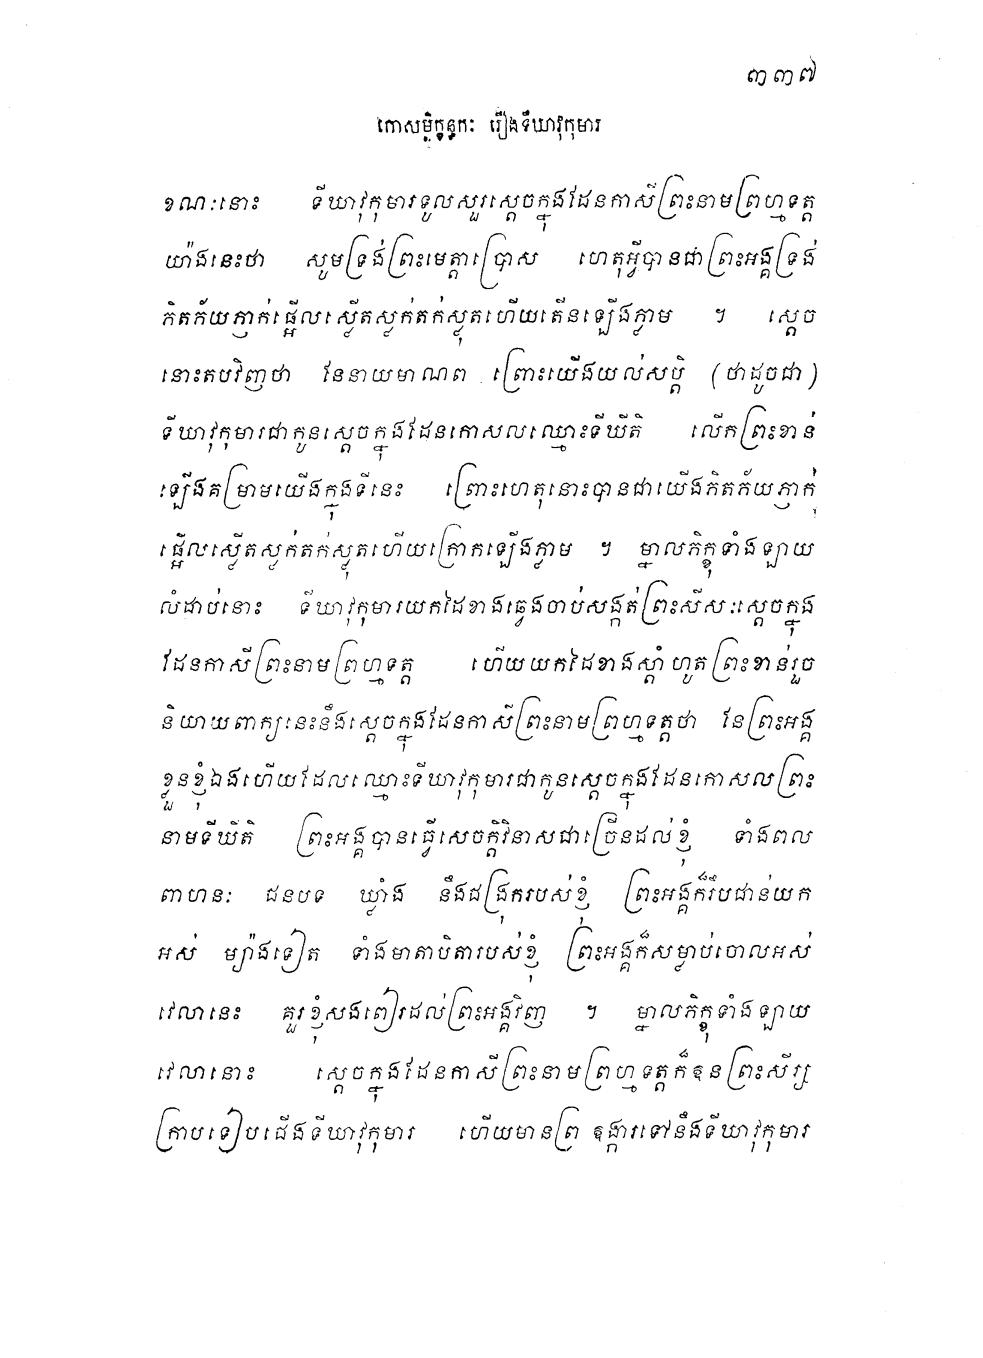 ៣៣៧
កោសម្ពិក្ខន្ធកៈ រឿងទីឃាវុកុមារ
ខណៈនោះ ទីឃាវុកុមារទូលសួរស្តេចក្នុងដែនកាសីព្រះនាមព្រហ្មទត្ត
យ៉ាងនេះថា សូមទ្រង់ព្រះមេត្តាប្រោស ហេតុអ្វីបានជាព្រះអង្គទ្រង់
ភិតភ័យភ្ញាក់ផ្អើលស្លើតស្លក់តក់ស្លុតហើយតើនឡើងភ្លាម ។ ស្តេច
នោះតបវិញថា នែនាយមាណព ព្រោះយើងយល់សប្តិ (ថាដូចជា)
ទីឃាវុកុមារជាកូនស្តេចក្នុងដែនកោសលឈ្មោះទីឃីតិ លើកព្រះខាន់
ឡើងគម្រាមយើងក្នុងទីនេះ ព្រោះហេតុនោះបានជាយើងភិតភ័យភ្ញាក់
ផ្អើលស្លើតស្លក់តក់ស្លុតហើយក្រោកឡើងភ្លាម ។ ម្នាលភិក្ខុទាំងឡាយ
លំដាប់នោះ ទីឃាវុកុមារយកដៃខាងឆ្វេងចាប់សង្កត់ព្រះសីសៈស្តេចក្នុង
ដែនកាសីព្រះនាមព្រហ្មទត្ត ហើយយកដៃខាងស្តាំ ហូតព្រះខាន់រួច
និយាយពាក្យនេះនឹងស្តេចក្នុងដែនកាសីព្រះនាមព្រហ្មទត្តថា នែព្រះអង្គ
ខ្លួនខ្ញុំឯងហើយដែលឈ្មោះទីឃាវុកុមារជាកូនស្តេចក្នុងដែនកោសលព្រះ
នាមទីឃីតិ ព្រះអង្គបានធ្វើសេចក្តីវិនាសជាច្រើនដល់ខ្ញុំ ទាំងពល
ពាហនៈ ជនបទ ឃ្លាំង នឹងជង្រុករបស់ខ្ញុំ ព្រះអង្គក៏រឹបជាន់យក
អស់ ម្យ៉ាងទៀត ទាំងមាតាបិតារបស់ខ្ញុំ ព្រះអង្គក៏សម្លាប់ចោលអស់
វេលានេះ គួរខ្ញុំសងពៀរដល់ព្រះអង្គវិញ ។ ម្នាលភិក្ខុទាំងឡាយ
វេលានោះ ស្តេចក្នុងដែនកាសីព្រះនាមព្រហ្មទត្តក៏ឱនព្រះសីរ្ស
ក្រាបទៀបជើងទីឃាវុកុមារ ហើយមានព្រះឱង្ការទៅនឹងទីឃាវុកុមារ